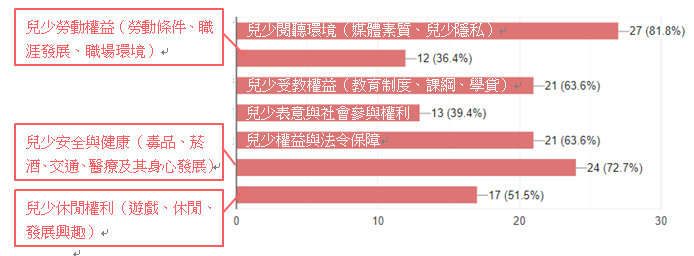 兒少勞動權益（勞動條件、職
涯發展、職場環境）
兒少閱聽環境（媒體素質、兒少隱私）
27 (81.8%)
12 (36.4%)
兒少受教權益（教育制度、課綱、學貸）
21 (63.6%)
兒少表意與社會參與權利
13 (39.4%)
兒少權益與法令保障
21 (63.6%)
兒少安全與健康（毒品、菸
酒、交通、醫療及其身心發展）
24 (72.7%)
兒少休閒權利（遊戲、休閒、
發展興趣）
17 (51.5%)
0 10 20 30